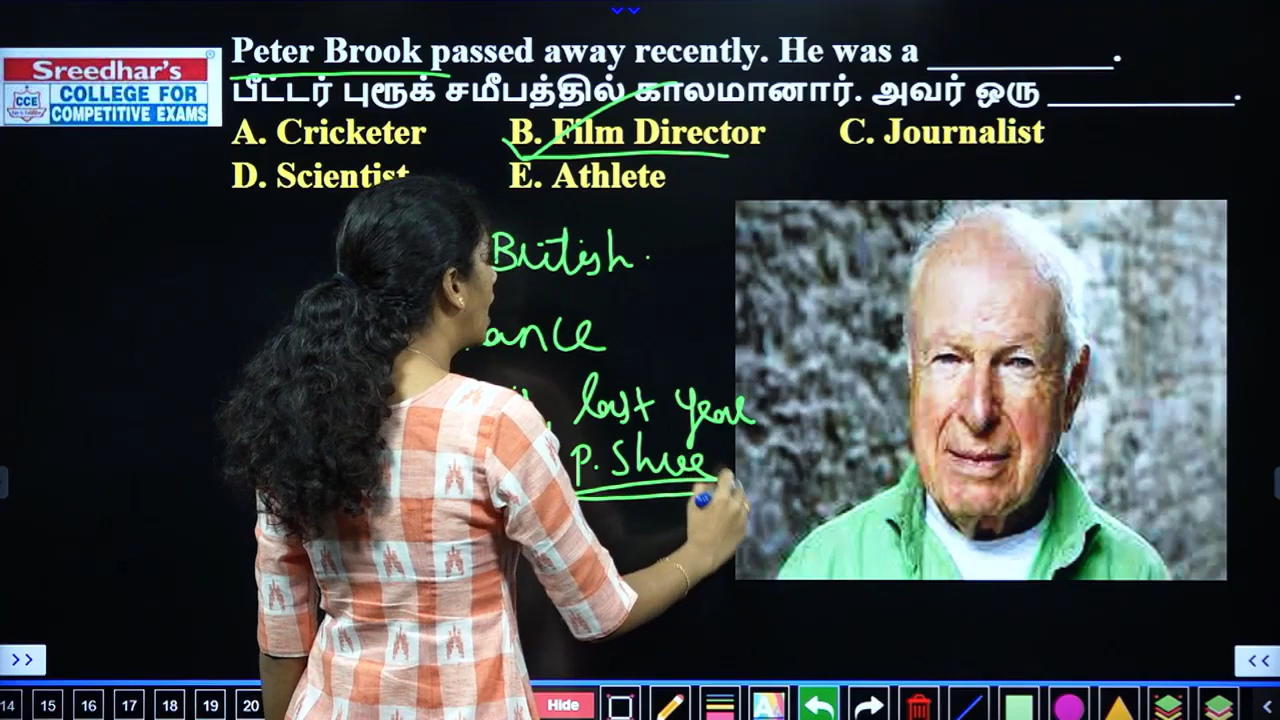 Peter Brook passed away recently. He was a __________.
Sreedhar's
CCE
COLLEGE FOR
COMPETITIVE EXAMS
பீட்டர் புரூக் சமீபத்தில் காலமானார். அவர் ஒரு __________.
A. Cricketer B. Film Director C. Journalist
D. Scientist E. Athlete
British.
ance
last year
P. Shree
>> <<
14 15 16 17 18 19 20 Hide